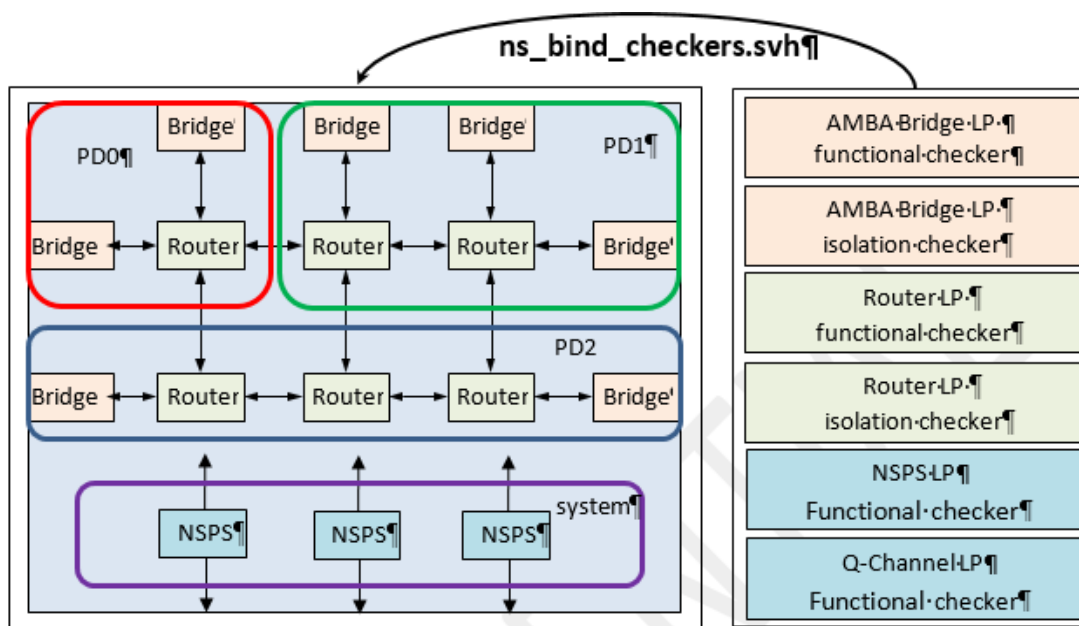 ns_bind_checkers.svh¶
Bridge' Bridge Bridge'
PD0¶ PD1¶
Bridge Router Router Router Bridge'
PD2
Bridge Router Router Router Bridge'
system¶
NSPS¶ NSPS¶ NSPS¶
AMBA·Bridge·LP·¶
functional·checker¶
AMBA·Bridge·LP·¶
isolation·checker¶
Router·LP·¶
functional·checker¶
Router·LP·¶
isolation·checker¶
NSPS·LP¶
Functional·checker¶
Q-Channel·LP¶
Functional·checker¶